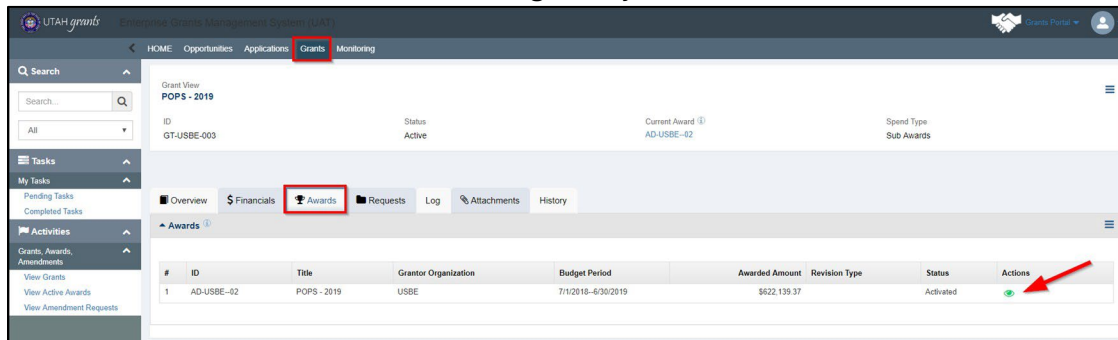 UTAH grants Enterprise Grants Management System (UAT) Grants Portal
HOME Opportunities Applications Grants Monitoring
Search
Search...
All
Tasks
My Tasks
Pending Tasks
Completed Tasks
Activities
Grants, Awards,
Amendments
View Grants
View Active Awards
View Amendment Requests
Grant View
POPS - 2019
ID Status Current Award Spend Type
GT-USBE-003 Active AD-USBE--02 Sub Awards
Overview $ Financials Awards Requests Log Attachments History
Awards
# ID Title Grantor Organization Budget Period Awarded Amount Revision Type Status Actions
1 AD-USBE--02 POPS - 2019 USBE 7/1/2018--6/30/2019 $622,139.37 Activated